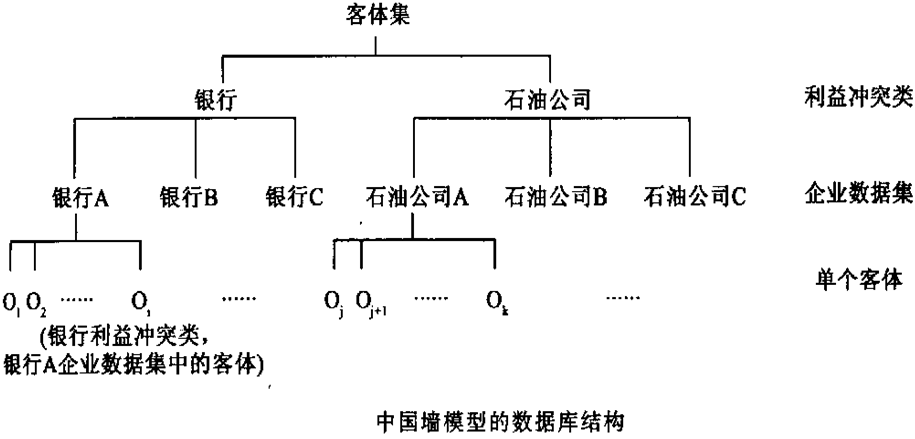 客体集
银行 石油公司 利益冲突类
银行A 银行B 银行C 石油公司A 石油公司B 石油公司C 企业数据集
O1 O2 …… Oi …… Oj Oj+1 …… Ok …… 单个客体
(银行利益冲突类,
银行A企业数据集中的客体)
中国墙模型的数据库结构